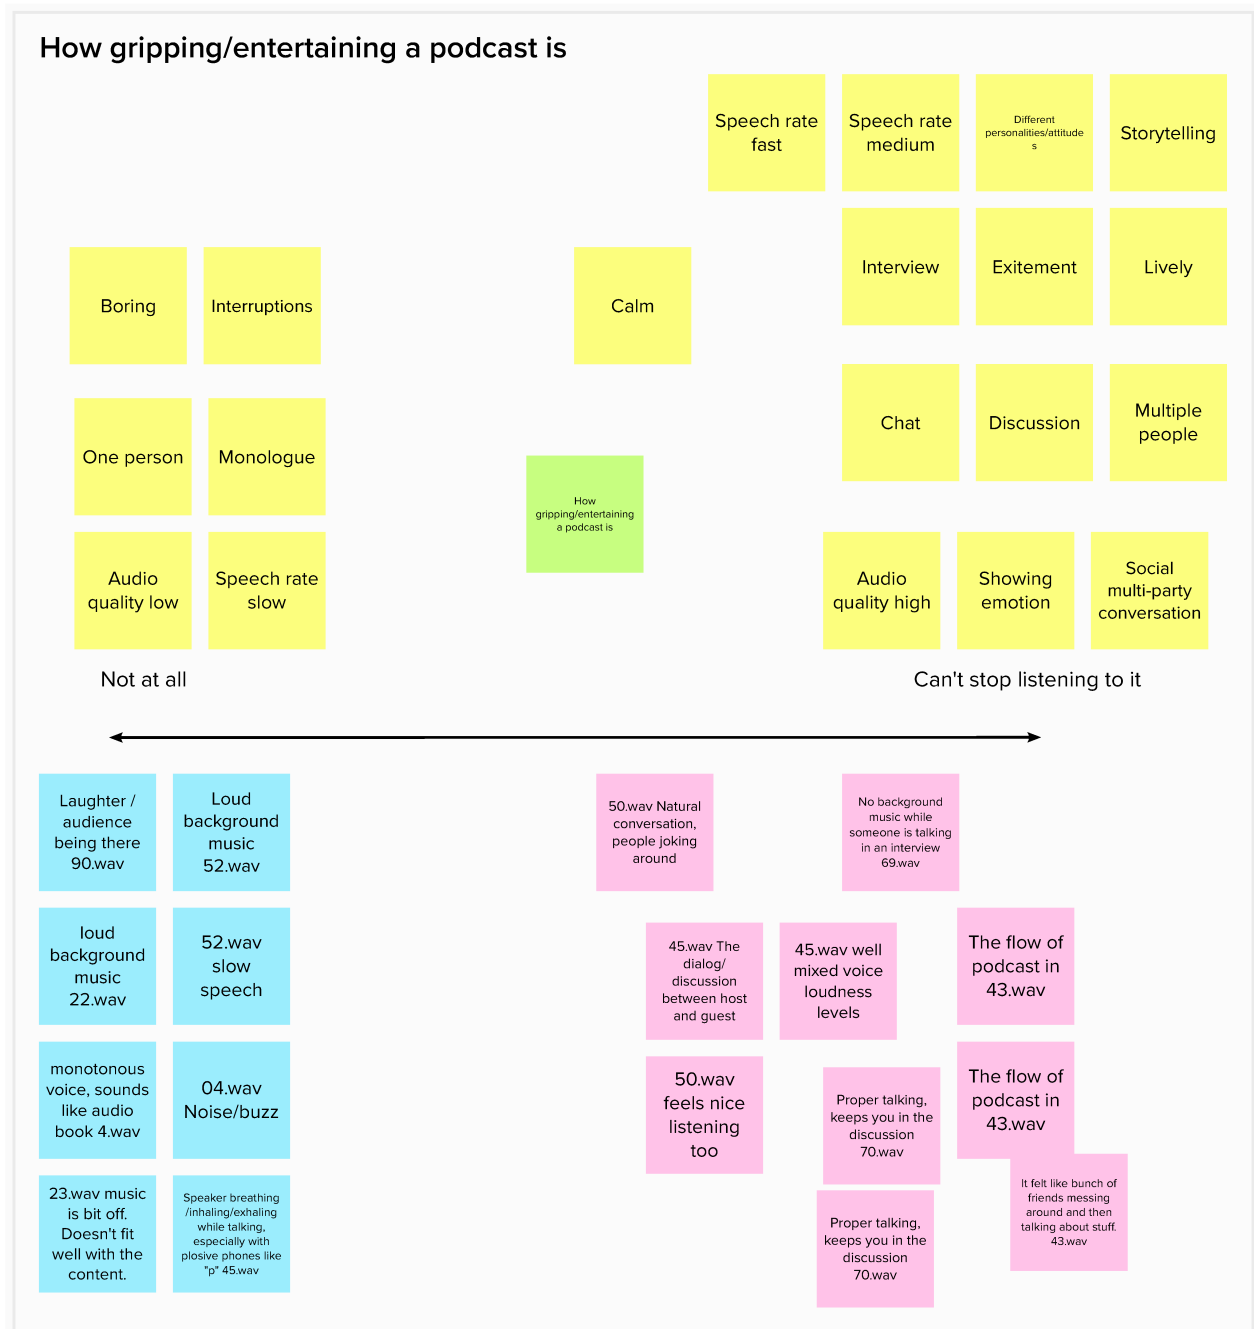 How gripping/entertaining a podcast is
Speech rate
fast
Speech rate
medium
Different
personalities/attitude
s
Storytelling
Interview
Exitement
Lively
Boring
Interruptions
Calm
Chat
Discussion
Multiple
people
One person
Monologue
How
gripping/entertaining
a podcast is
Audio
quality low
Speech rate
slow
Audio
quality high
Showing
emotion
Social
multi-party
conversation
Not at all
Can't stop listening to it
Laughter /
audience
being there
90.wav
Loud
background
music
52.wav
50.wav Natural
conversation,
people joking
around
No background
music while
someone is talking
in an interview
69.wav
loud
background
music
22.wav
52.wav
slow
speech
45.wav The
dialog/
discussion
between host
and guest
45.wav well
mixed voice
loudness
levels
The flow of
podcast in
43.wav
monotonous
voice, sounds
like audio
book 4.wav
04.wav
Noise/buzz
50.wav
feels nice
listening
too
Proper talking,
keeps you in the
discussion
70.wav
The flow of
podcast in
43.wav
23.wav music
is bit off.
Doesn't fit
well with the
content.
Speaker breathing
/inhaling/exhaling
while talking,
especially with
plosive phones like
"p" 45.wav
Proper talking,
keeps you in the
discussion
70.wav
It felt like bunch of
friends messing
around and then
talking about stuff.
43.wav